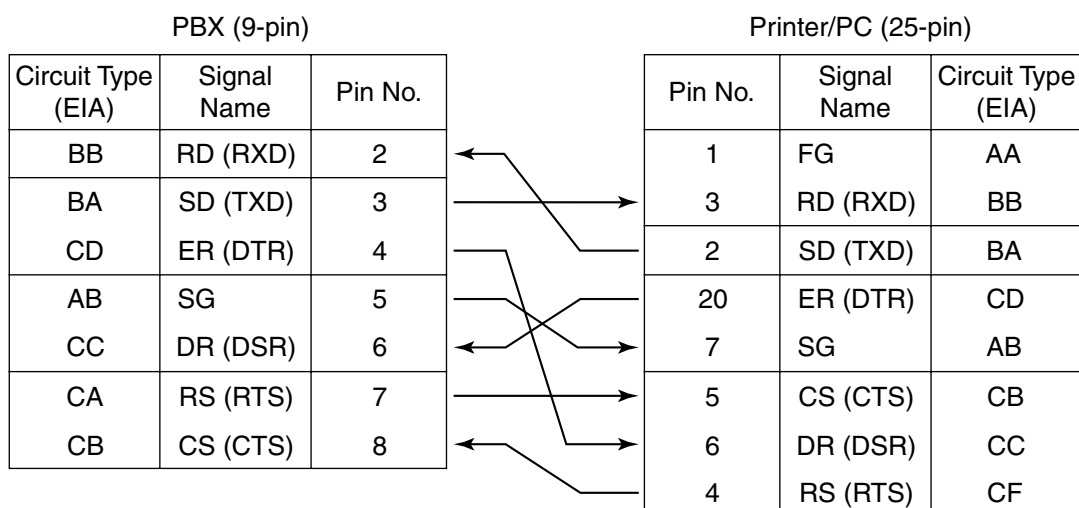 PBX (9-pin)
Circuit Type (EIA) Signal Name Pin No.
BB RD (RXD) 2
BA SD (TXD) 3
CD ER (DTR) 4
AB SG 5
CC DR (DSR) 6
CA RS (RTS) 7
CB CS (CTS) 8
Printer/PC (25-pin)
Pin No. Signal Name Circuit Type (EIA)
1 FG AA
3 RD (RXD) BB
2 SD (TXD) BA
20 ER (DTR) CD
7 SG AB
5 CS (CTS) CB
6 DR (DSR) CC
4 RS (RTS) CF